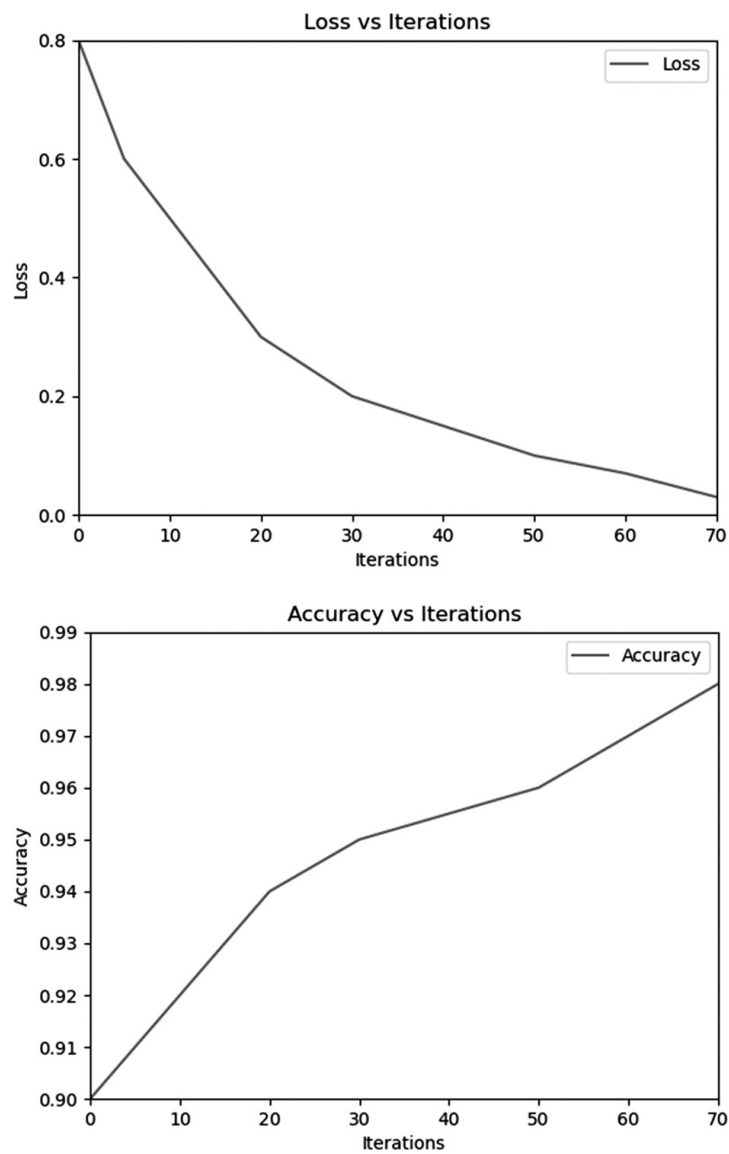 Loss vs Iterations
0.8
Loss
0.6
0.4
Loss
0.2
0.0
0 10 20 30 40 50 60 70
Iterations
Accuracy vs Iterations
0.99
Accuracy
0.98
0.97
0.96
0.95
Accuracy
0.94
0.93
0.92
0.91
0.90
0 10 20 30 40 50 60 70
Iterations